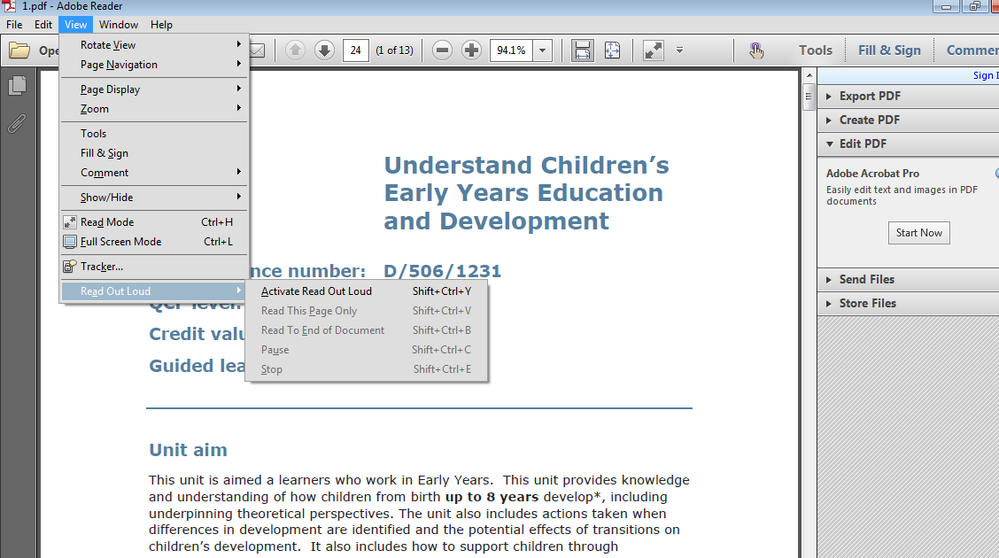 1.pdf - Adobe Reader
File Edit View Window Help
Ope 24 (1 of 13) 94.1% Tools Fill & Sign Commer
Rotate View
Page Navigation
Page Display
Zoom
Tools
Fill & Sign
Comment
Show/Hide
Read Mode Ctrl+H
Full Screen Mode Ctrl+L
Tracker...
Read Out Loud
Activate Read Out Loud Shift+Ctrl+Y
Read This Page Only Shift+Ctrl+V
Read To End of Document Shift+Ctrl+B
Pause Shift+Ctrl+C
Stop Shift+Ctrl+E
Understand Children's
Early Years Education
and Development
nce number: D/506/1231
QCF level:
Credit valu
Guided lea
Unit aim
This unit is aimed a learners who work in Early Years. This unit provides knowledge
and understanding of how children from birth up to 8 years develop*, including
underpinning theoretical perspectives. The unit also includes actions taken when
differences in development are identified and the potential effects of transitions on
children's development. It also includes how to support children through
Sign I
Export PDF
Create PDF
Edit PDF
Adobe Acrobat Pro
Easily edit text and images in PDF
documents
Start Now
Send Files
Store Files